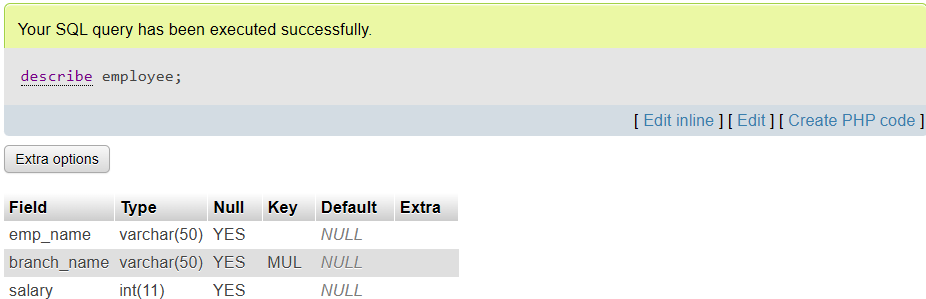 Your SQL query has been executed successfully.
describe employee;
[ Edit inline ] [ Edit ] [ Create PHP code ]
Extra options
Field Type Null Key Default Extra
emp_name varchar(50) YES NULL
branch_name varchar(50) YES MUL NULL
salary int(11) YES NULL